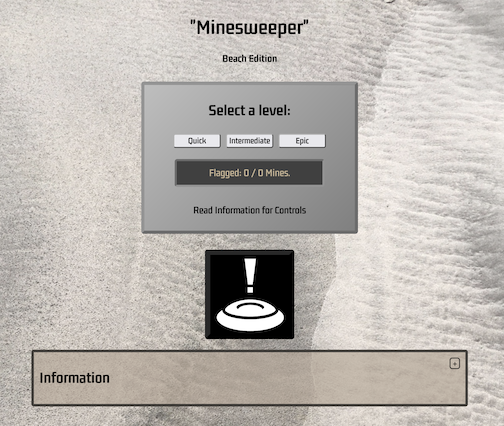 "Minesweeper"
Beach Edition
Select a level:
Quick
Intermediate
Epic
Flagged: 0 / 0 Mines.
Read Information for Controls
!
Information
+